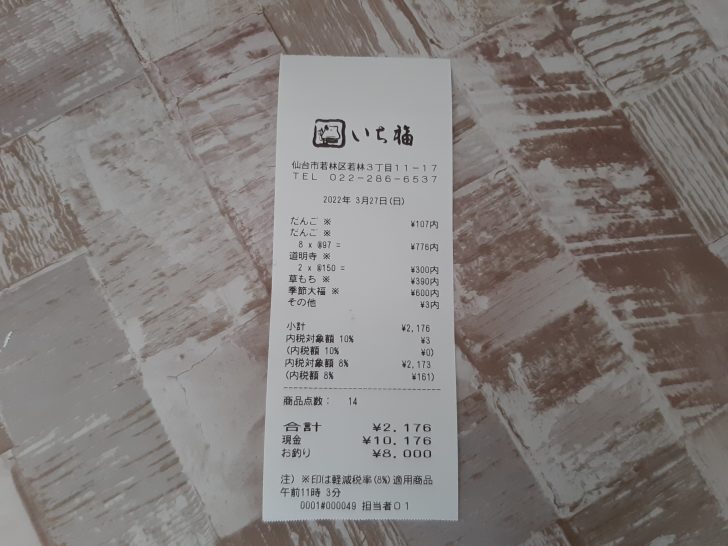 いち福
仙台市若林区若林3丁目11-17
TEL 022-286-6537
2022年 3月27日(日)
だんご ※ ¥107内
だんご ※
8 x @97 = ¥776内
道明寺 ※
2 x @150 = ¥300内
草もち ※ ¥390内
季節大福 ※ ¥600内
その他 ¥3内
小計 ¥2,176
内税対象額 10% ¥3
(内税額 10% ¥0)
内税対象額 8% ¥2,173
(内税額 8% ¥161)
商品点数: 14
合計 ¥2,176
現金 ¥10,176
お釣り ¥8,000
注) ※印は軽減税率(8%)適用商品
午前11時 3分
0001#000049 担当者01